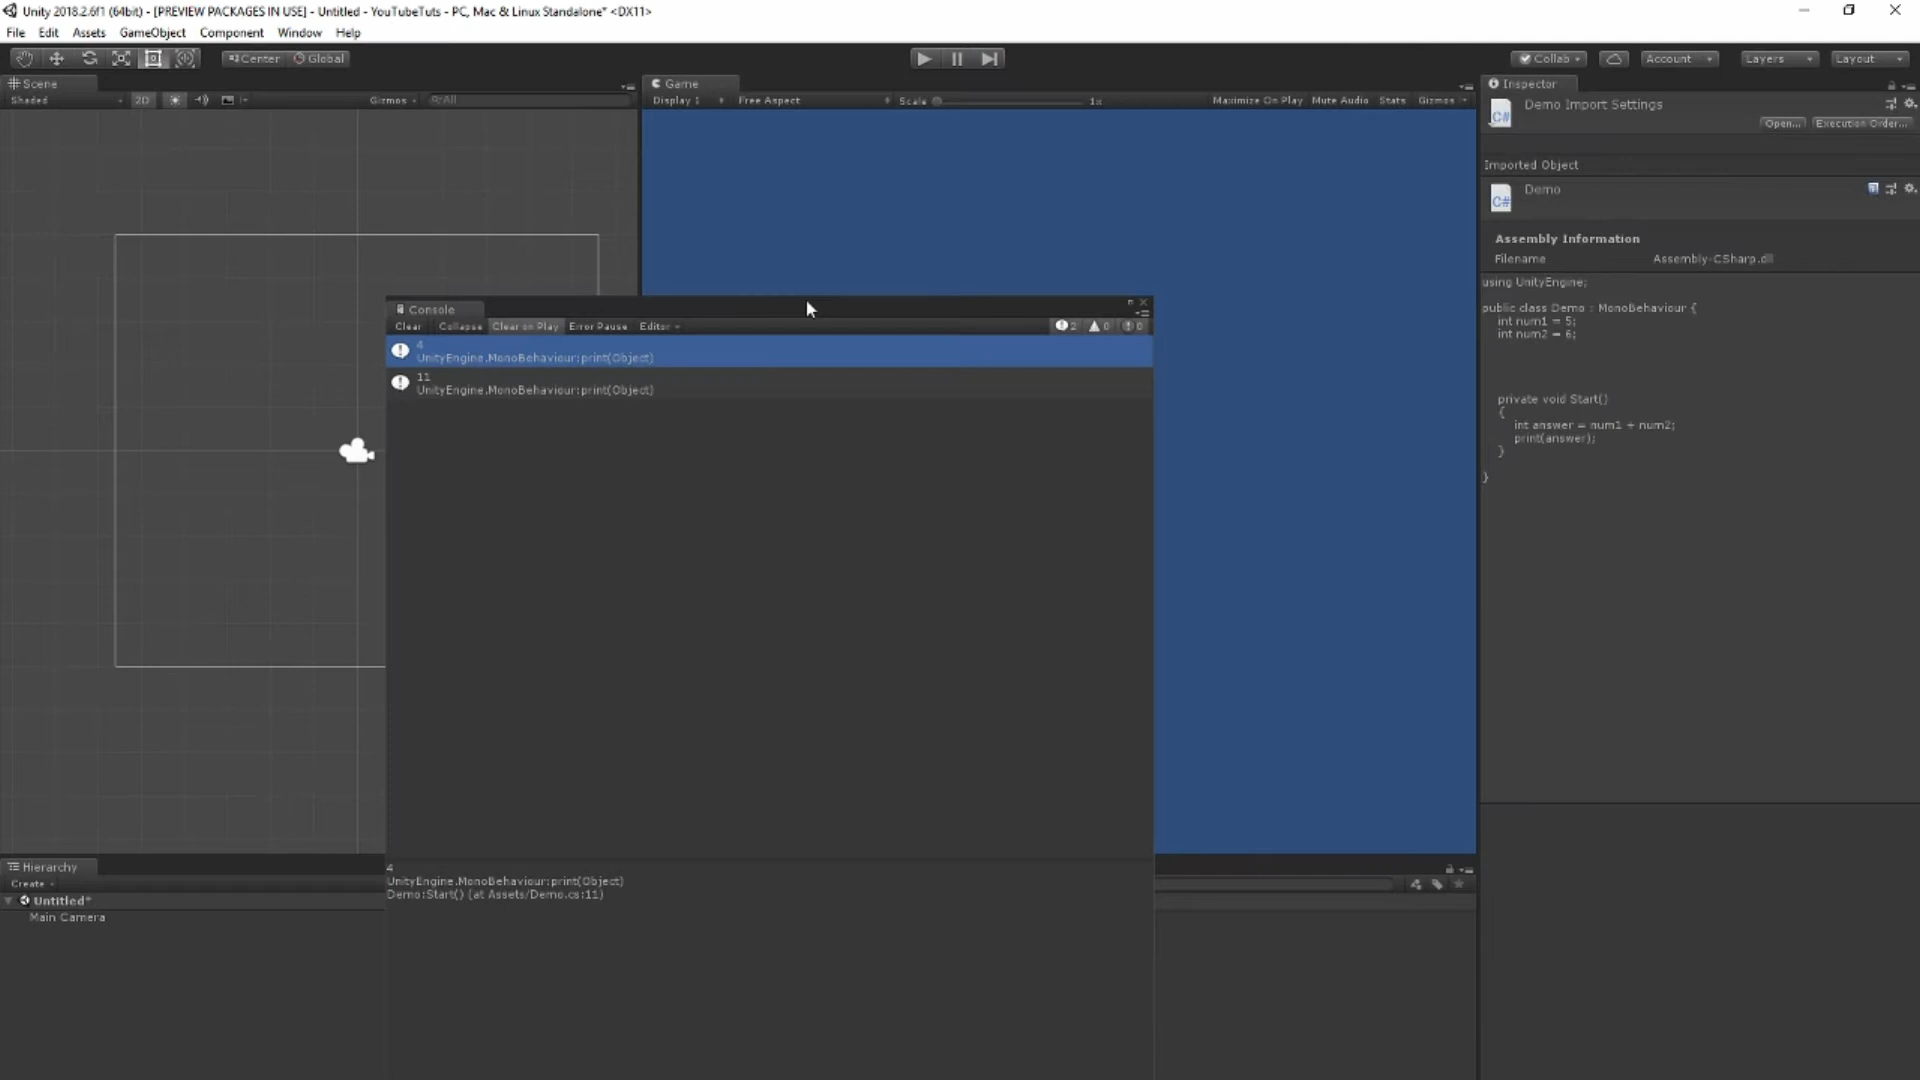 Unity 2018.2.6f1 (64bit) - [PREVIEW PACKAGES IN USE] - Untitled - YouTubeTuts - PC, Mac & Linux Standalone* <DX11>
File Edit Assets GameObject Component Window Help
Center Global
Collab Account Layers Layout
Scene
Game
Inspector
Shaded 2D Gizmos All
Display 1 Free Aspect Scale 1x Maximize On Play Mute Audio Stats Gizmos
Demo Import Settings
Open... Execution Order...
Imported Object
Demo
Assembly Information
Filename Assembly-CSharp.dll
using UnityEngine;
public class Demo : MonoBehaviour {
int num1 = 5;
int num2 = 6;
private void Start()
{
int answer = num1 + num2;
print(answer);
}
}
Console
Clear Collapse Clear on Play Error Pause Editor 2 0 0
4
UnityEngine.MonoBehaviour:print(Object)
11
UnityEngine.MonoBehaviour:print(Object)
4
UnityEngine.MonoBehaviour:print(Object)
Demo:Start() (at Assets/Demo.cs:11)
Hierarchy
Create
Untitled*
Main Camera